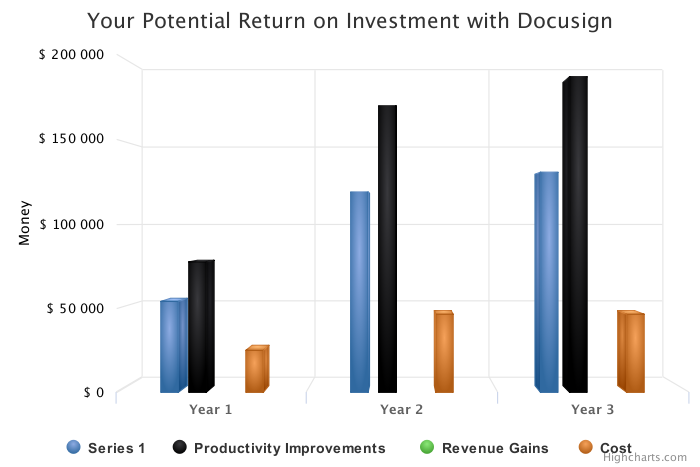 Your Potential Return on Investment with Docusign
$ 200 000
$ 150 000
$ 100 000
$ 50 000
$ 0
Money
Year 1 Year 2 Year 3
Series 1 Productivity Improvements Revenue Gains Cost
Highcharts.com